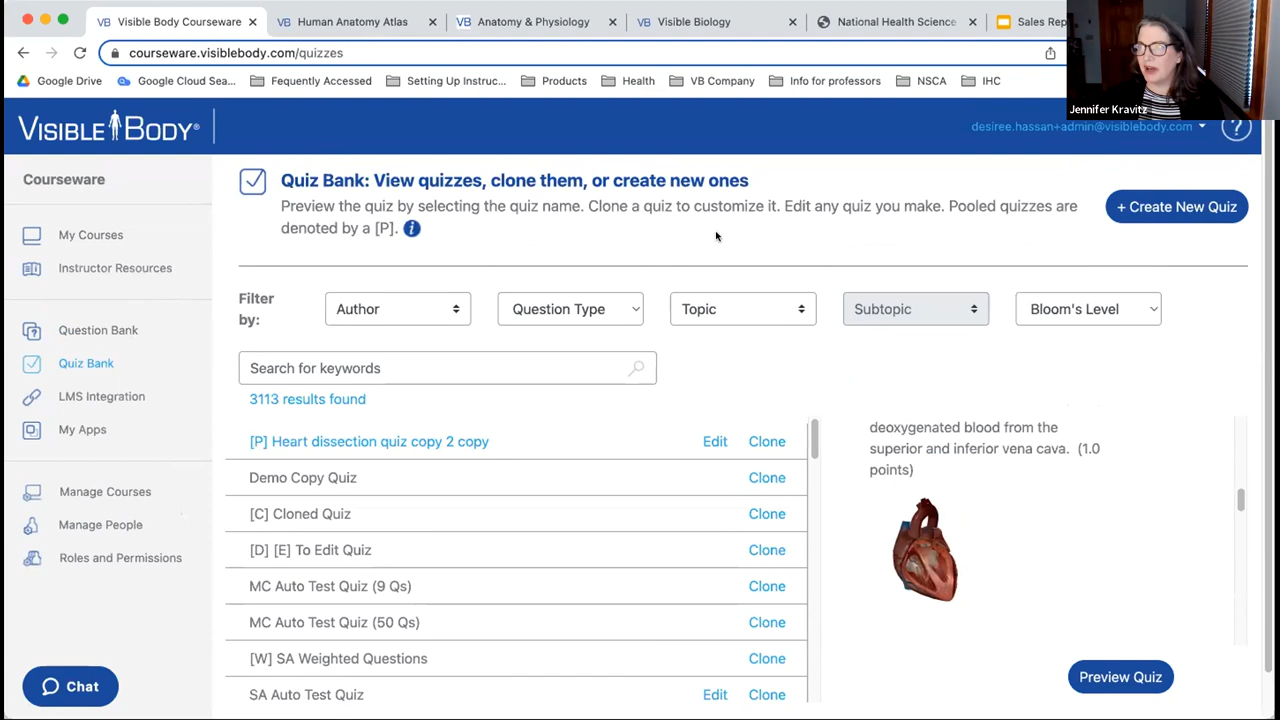 Visible Body Courseware
Human Anatomy Atlas
Anatomy & Physiology
Visible Biology
National Health Science
Sales Rep
courseware.visiblebody.com/quizzes
Google Drive
Google Cloud Sea...
Fequently Accessed
Setting Up Instruc...
Products
Health
VB Company
Info for professors
NSCA
IHC
Jennifer Kravitz
VISIBLE BODY®
desiree.hassan+admin@visiblebody.com
?
Courseware
My Courses
Instructor Resources
Question Bank
Quiz Bank
LMS Integration
My Apps
Manage Courses
Manage People
Roles and Permissions
Chat
Quiz Bank: View quizzes, clone them, or create new ones
Preview the quiz by selecting the quiz name. Clone a quiz to customize it. Edit any quiz you make. Pooled quizzes are
denoted by a [P]. i
+ Create New Quiz
Filter
by:
Author
Question Type
Topic
Subtopic
Bloom's Level
Search for keywords
3113 results found
[P] Heart dissection quiz copy 2 copy Edit Clone
Demo Copy Quiz Clone
[C] Cloned Quiz Clone
[D] [E] To Edit Quiz Clone
MC Auto Test Quiz (9 Qs) Clone
MC Auto Test Quiz (50 Qs) Clone
[W] SA Weighted Questions Clone
SA Auto Test Quiz Edit Clone
deoxygenated blood from the
superior and inferior vena cava. (1.0
points)
Preview Quiz